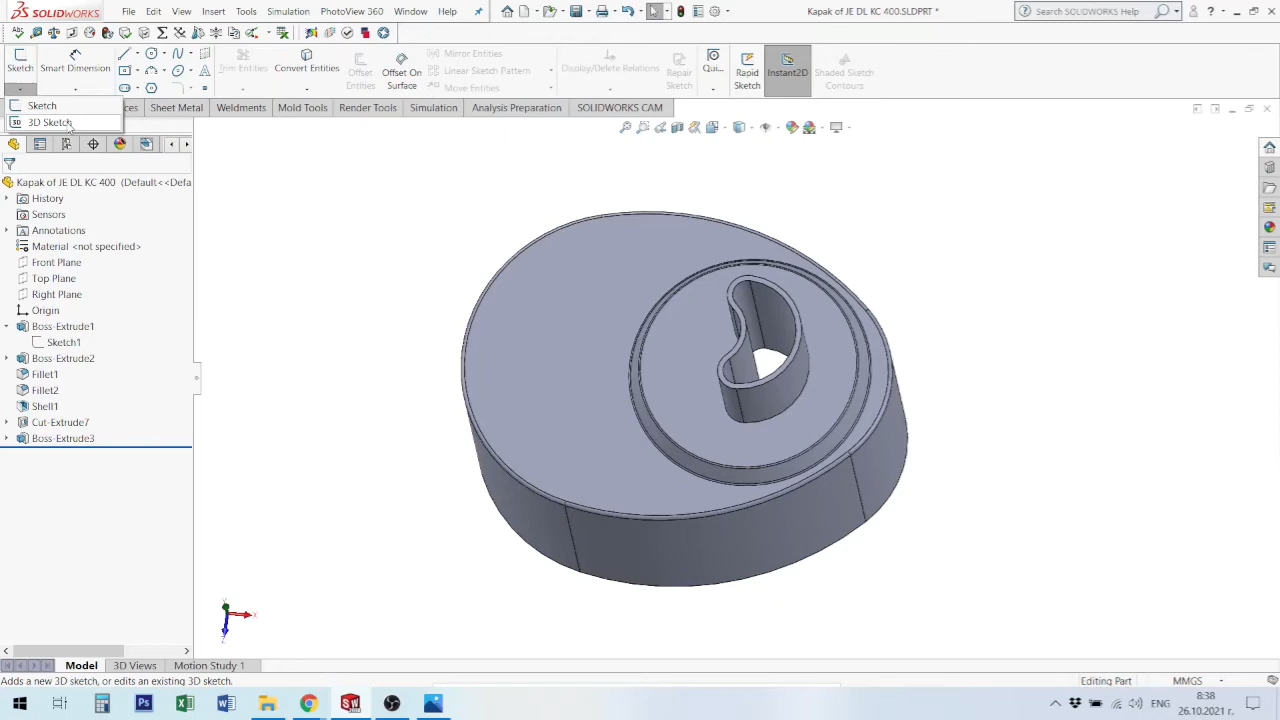 SOLIDWORKS
File
Edit
View
Insert
Tools
Simulation
PhotoView 360
Window
Help
Kapak of JE DL KC 400.SLDPRT *
Search SOLIDWORKS Help
Sketch
Smart Dimension
Trim Entities
Convert Entities
Offset Entities
Offset On Surface
Mirror Entities
Linear Sketch Pattern
Move Entities
Display/Delete Relations
Repair Sketch
Qui...
Rapid Sketch
Instant2D
Shaded Sketch Contours
Sketch
3D Sketch
ces
Sheet Metal
Weldments
Mold Tools
Render Tools
Simulation
Analysis Preparation
SOLIDWORKS CAM
Kapak of JE DL KC 400 (Default<<Defa
History
Sensors
Annotations
Material <not specified>
Front Plane
Top Plane
Right Plane
Origin
Boss-Extrude1
Sketch1
Boss-Extrude2
Fillet1
Fillet2
Shell1
Cut-Extrude7
Boss-Extrude3
X
Model
3D Views
Motion Study 1
Adds a new 3D sketch, or edits an existing 3D sketch.
Editing Part
MMGS
ENG
8:38
26.10.2021 г.